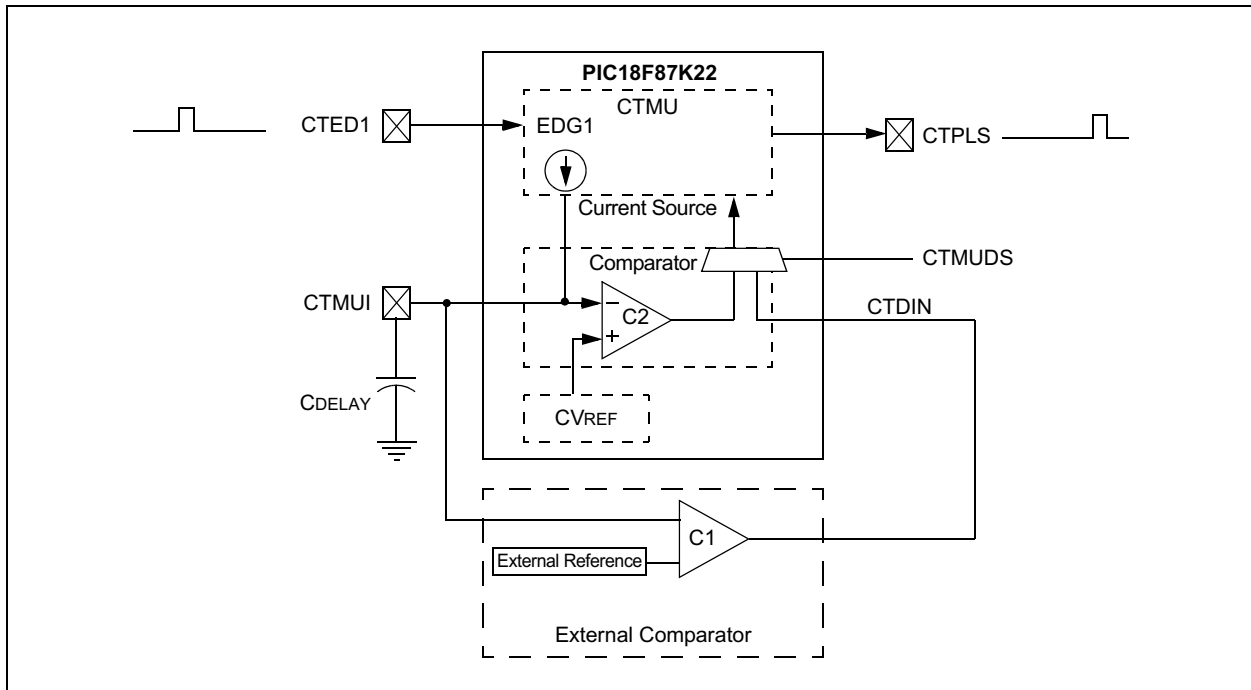 PIC18F87K22
CTMU
CTED1
EDG1
CTPLS
Current Source
Comparator
CTMUDS
CTMUI
C2
CTDIN
−
+
CDELAY
CVREF
C1
External Reference
External Comparator